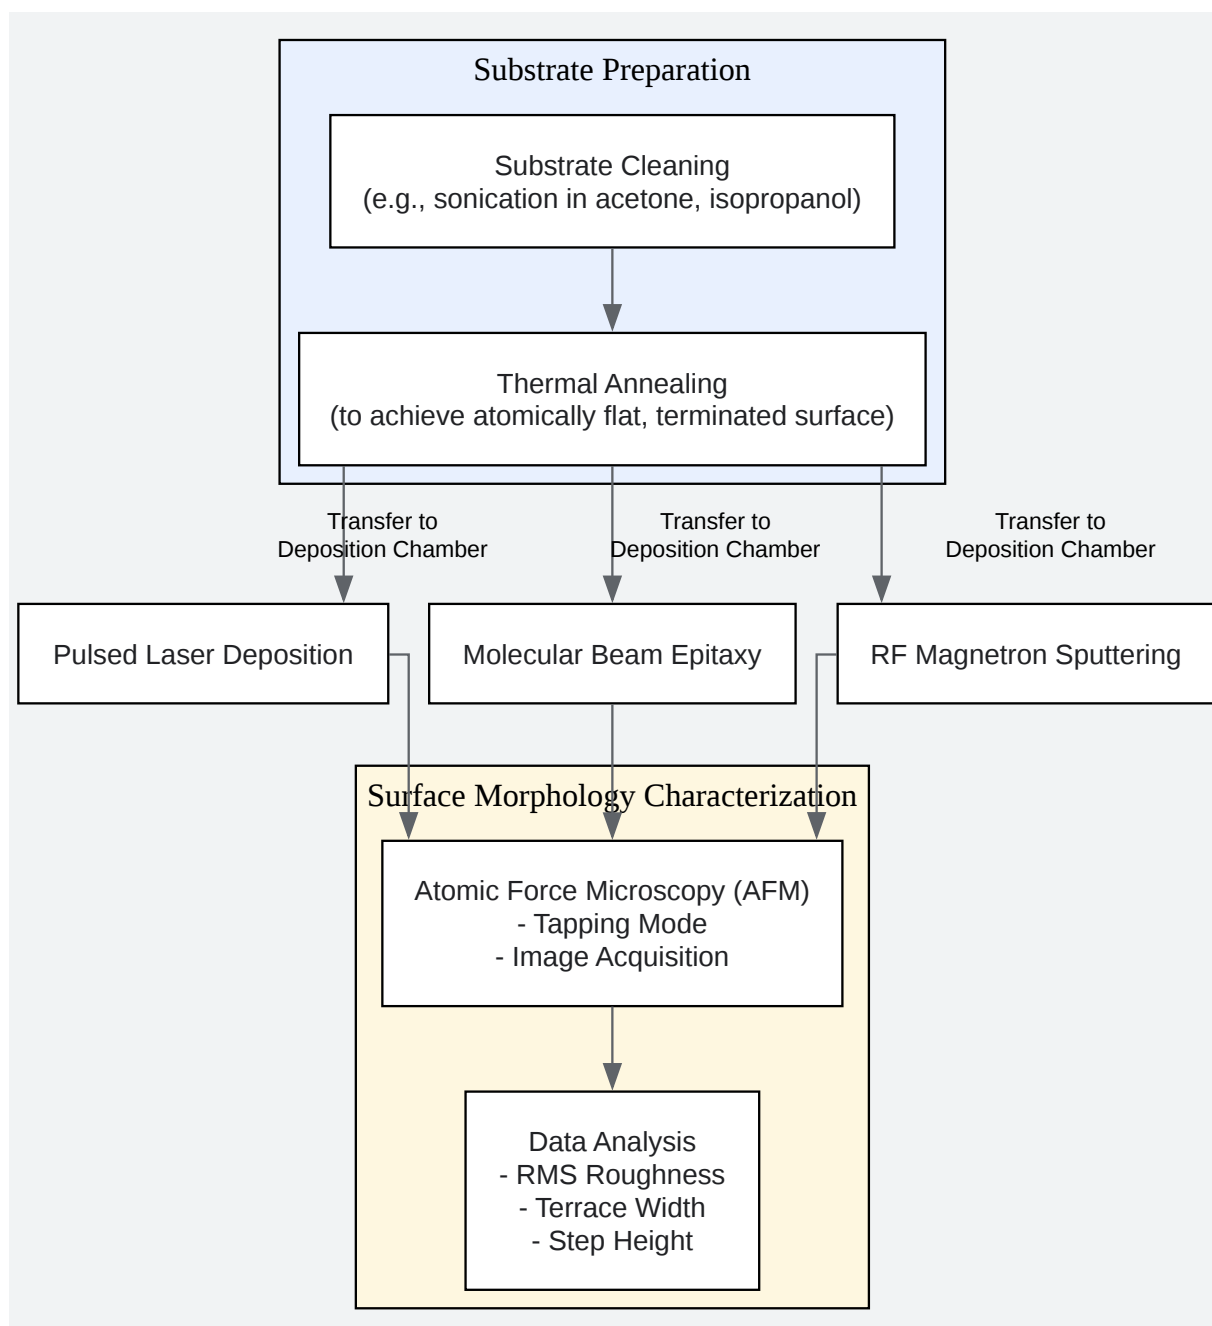 Substrate Preparation
Substrate Cleaning
(e.g., sonication in acetone, isopropanol)
Thermal Annealing
(to achieve atomically flat, terminated surface)
Transfer to
Deposition Chamber
Transfer to
Deposition Chamber
Transfer to
Deposition Chamber
Pulsed Laser Deposition
Molecular Beam Epitaxy
RF Magnetron Sputtering
Surface Morphology Characterization
Atomic Force Microscopy (AFM)
- Tapping Mode
- Image Acquisition
Data Analysis
- RMS Roughness
- Terrace Width
- Step Height